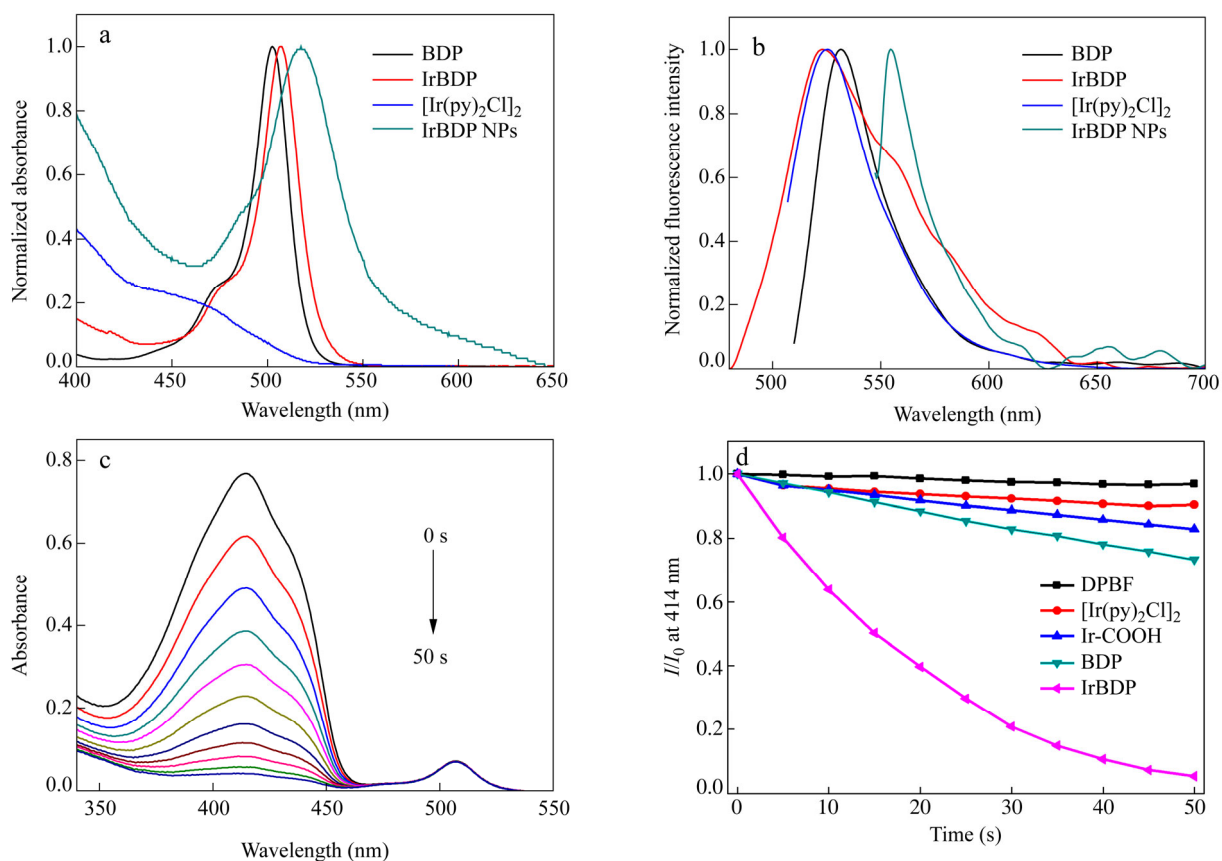 a
BDP
IrBDP
[Ir(py)₂Cl]₂
IrBDP NPs
Normalized absorbance
1.0
0.8
0.6
0.4
0.2
0.0
400 450 500 550 600 650
Wavelength (nm)
b
BDP
IrBDP
[Ir(py)₂Cl]₂
IrBDP NPs
Normalized fluorescence intensity
1.0
0.8
0.6
0.4
0.2
0.0
500 550 600 650 700
Wavelength (nm)
c
0 s
50 s
Absorbance
0.8
0.6
0.4
0.2
0.0
350 400 450 500 550
Wavelength (nm)
d
DPBF
[Ir(py)₂Cl]₂
Ir-COOH
BDP
IrBDP
I/I₀ at 414 nm
1.0
0.8
0.6
0.4
0.2
0.0
0 10 20 30 40 50
Time (s)